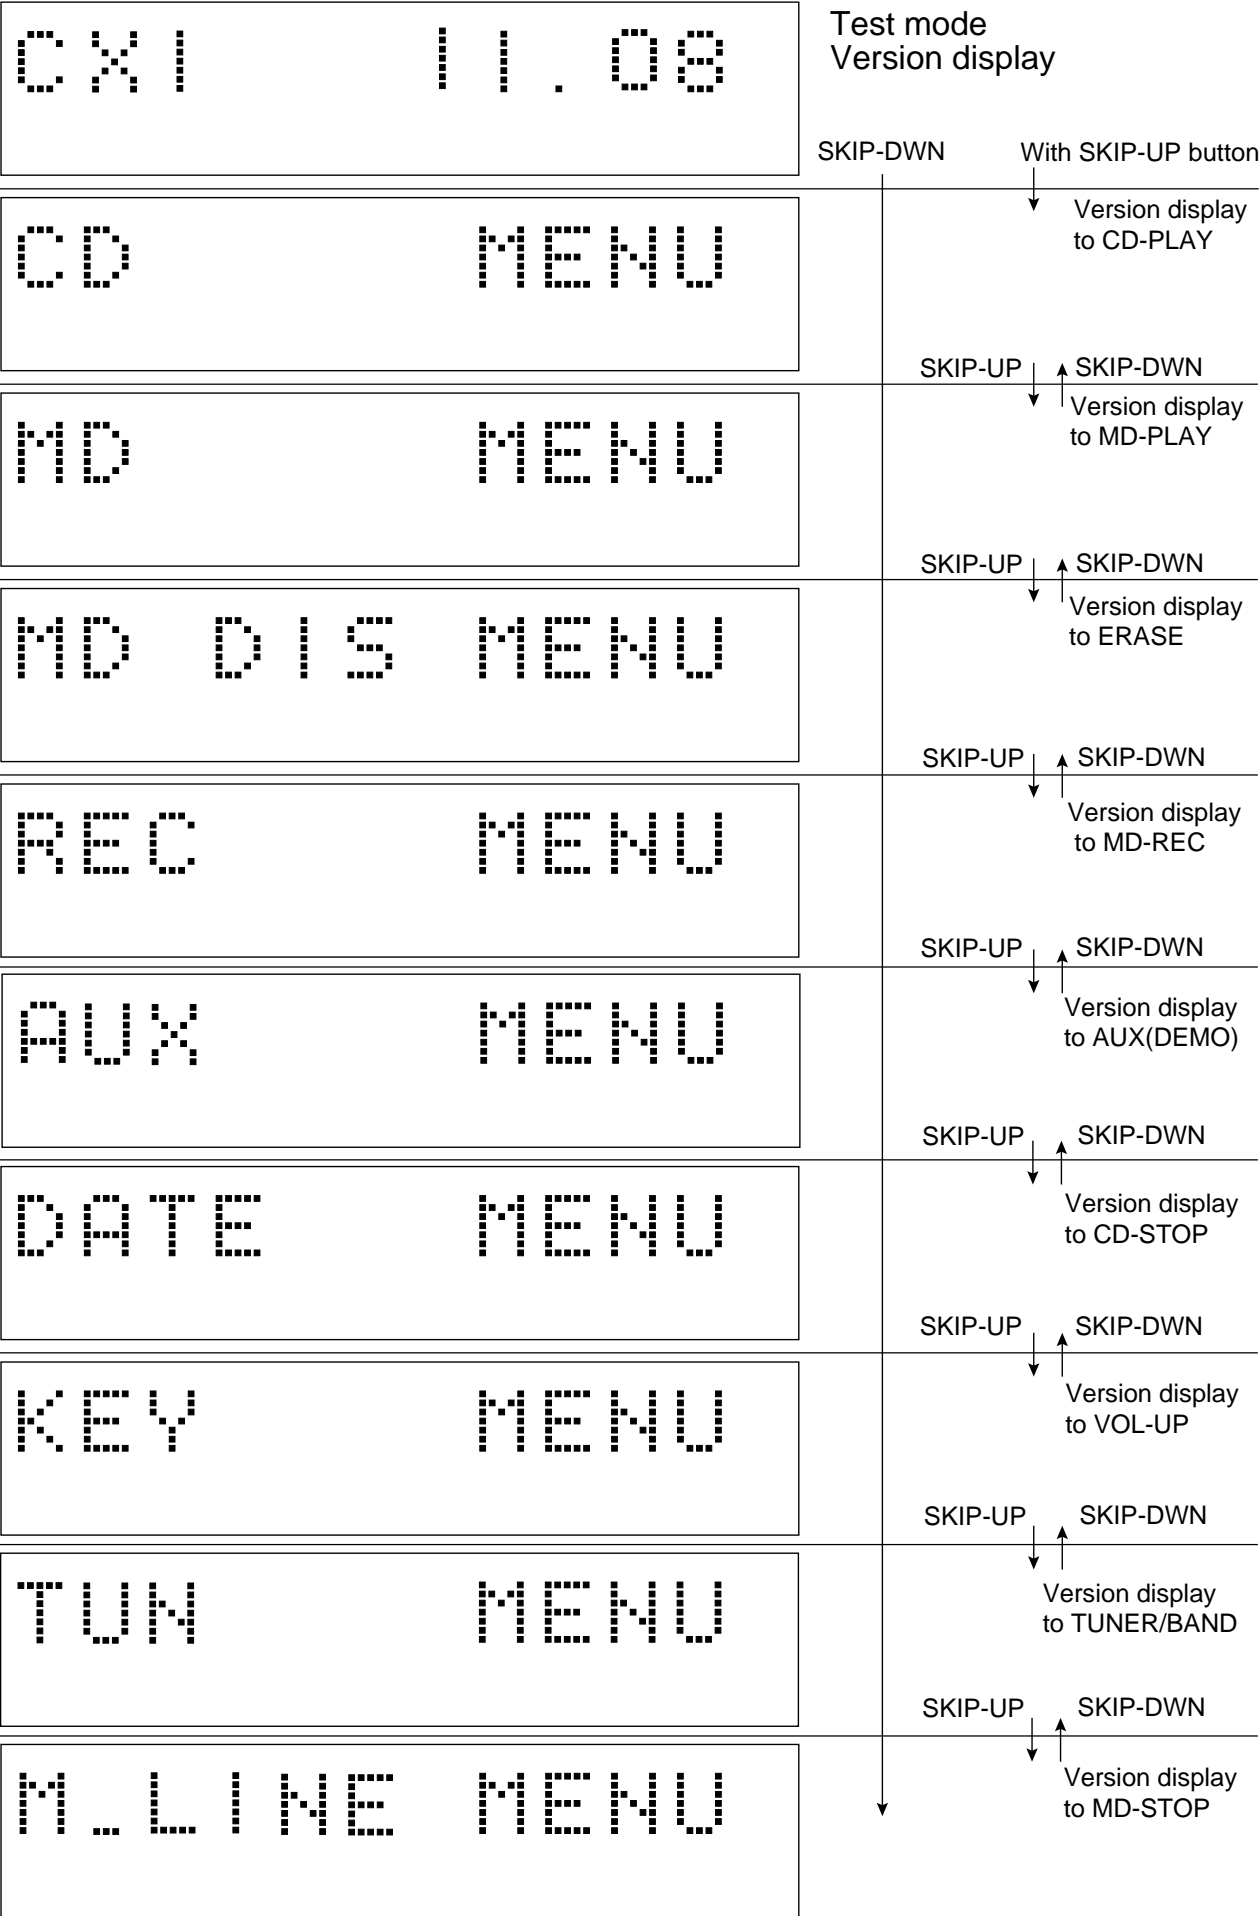 CXI 11.08
Test mode
Version display
SKIP-DWN With SKIP-UP button
Version display
to CD-PLAY
CD MENU
SKIP-UP SKIP-DWN
Version display
to MD-PLAY
MD MENU
SKIP-UP SKIP-DWN
Version display
to ERASE
MD DIS MENU
SKIP-UP SKIP-DWN
Version display
to MD-REC
REC MENU
SKIP-UP SKIP-DWN
Version display
to AUX(DEMO)
AUX MENU
SKIP-UP SKIP-DWN
Version display
to CD-STOP
DATE MENU
SKIP-UP SKIP-DWN
Version display
to VOL-UP
KEY MENU
SKIP-UP SKIP-DWN
Version display
to TUNER/BAND
TUN MENU
SKIP-UP SKIP-DWN
Version display
to MD-STOP
M_LINE MENU